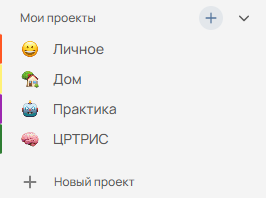 Мои проекты
Личное
Дом
Практика
ЦРТРИС
Новый проект